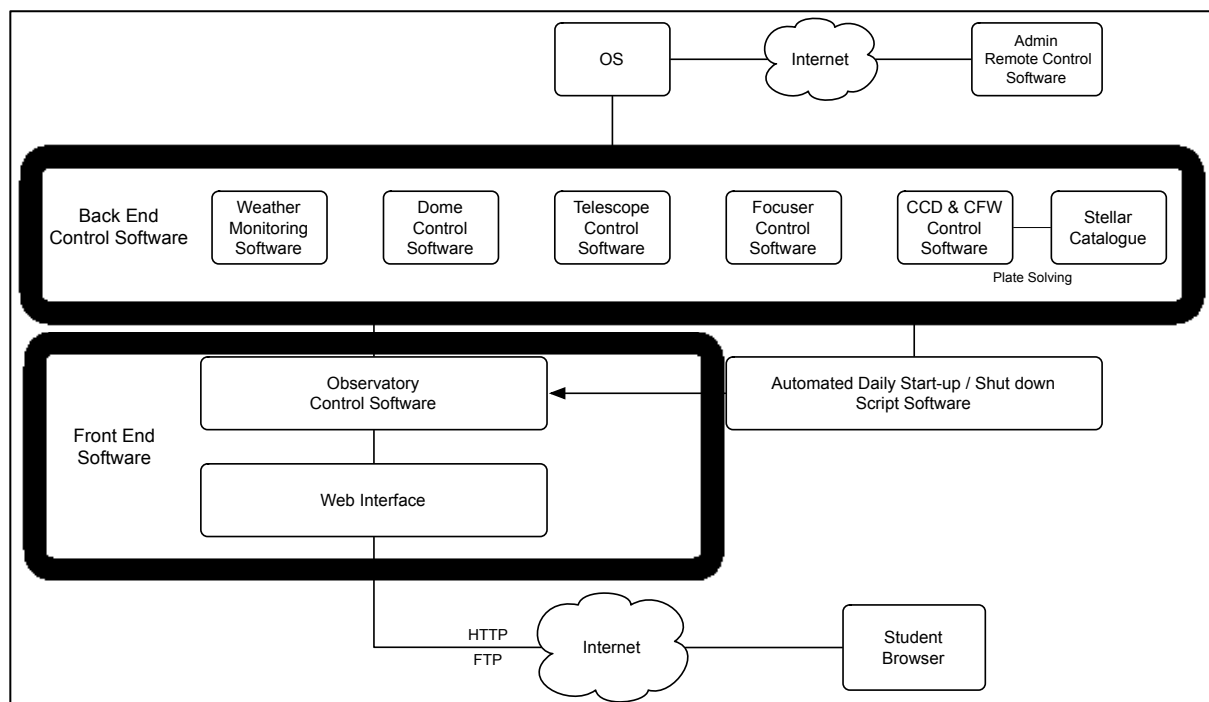 OS
Internet
Admin
Remote Control
Software
Back End
Control Software
Weather
Monitoring
Software
Dome
Control
Software
Telescope
Control
Software
Focuser
Control
Software
CCD & CFW
Control
Software
Stellar
Catalogue
Plate Solving
Front End
Software
Observatory
Control Software
Automated Daily Start-up / Shut down
Script Software
Web Interface
HTTP
FTP
Internet
Student
Browser